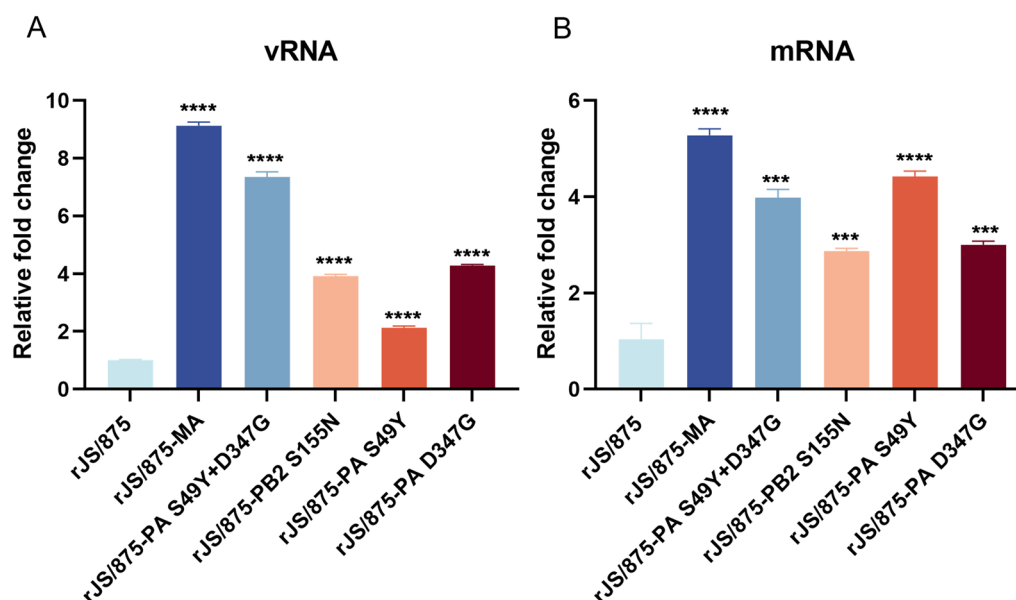 A
vRNA
Relative fold change
10
8
6
4
2
0
****
****
****
****
****
rJS/875
rJS/875-MA
rJS/875-PA S49Y+D347G
rJS/875-PB2 S155N
rJS/875-PA S49Y
rJS/875-PA D347G
B
mRNA
Relative fold change
6
4
2
0
****
***
***
****
***
rJS/875
rJS/875-MA
rJS/875-PA S49Y+D347G
rJS/875-PB2 S155N
rJS/875-PA S49Y
rJS/875-PA D347G